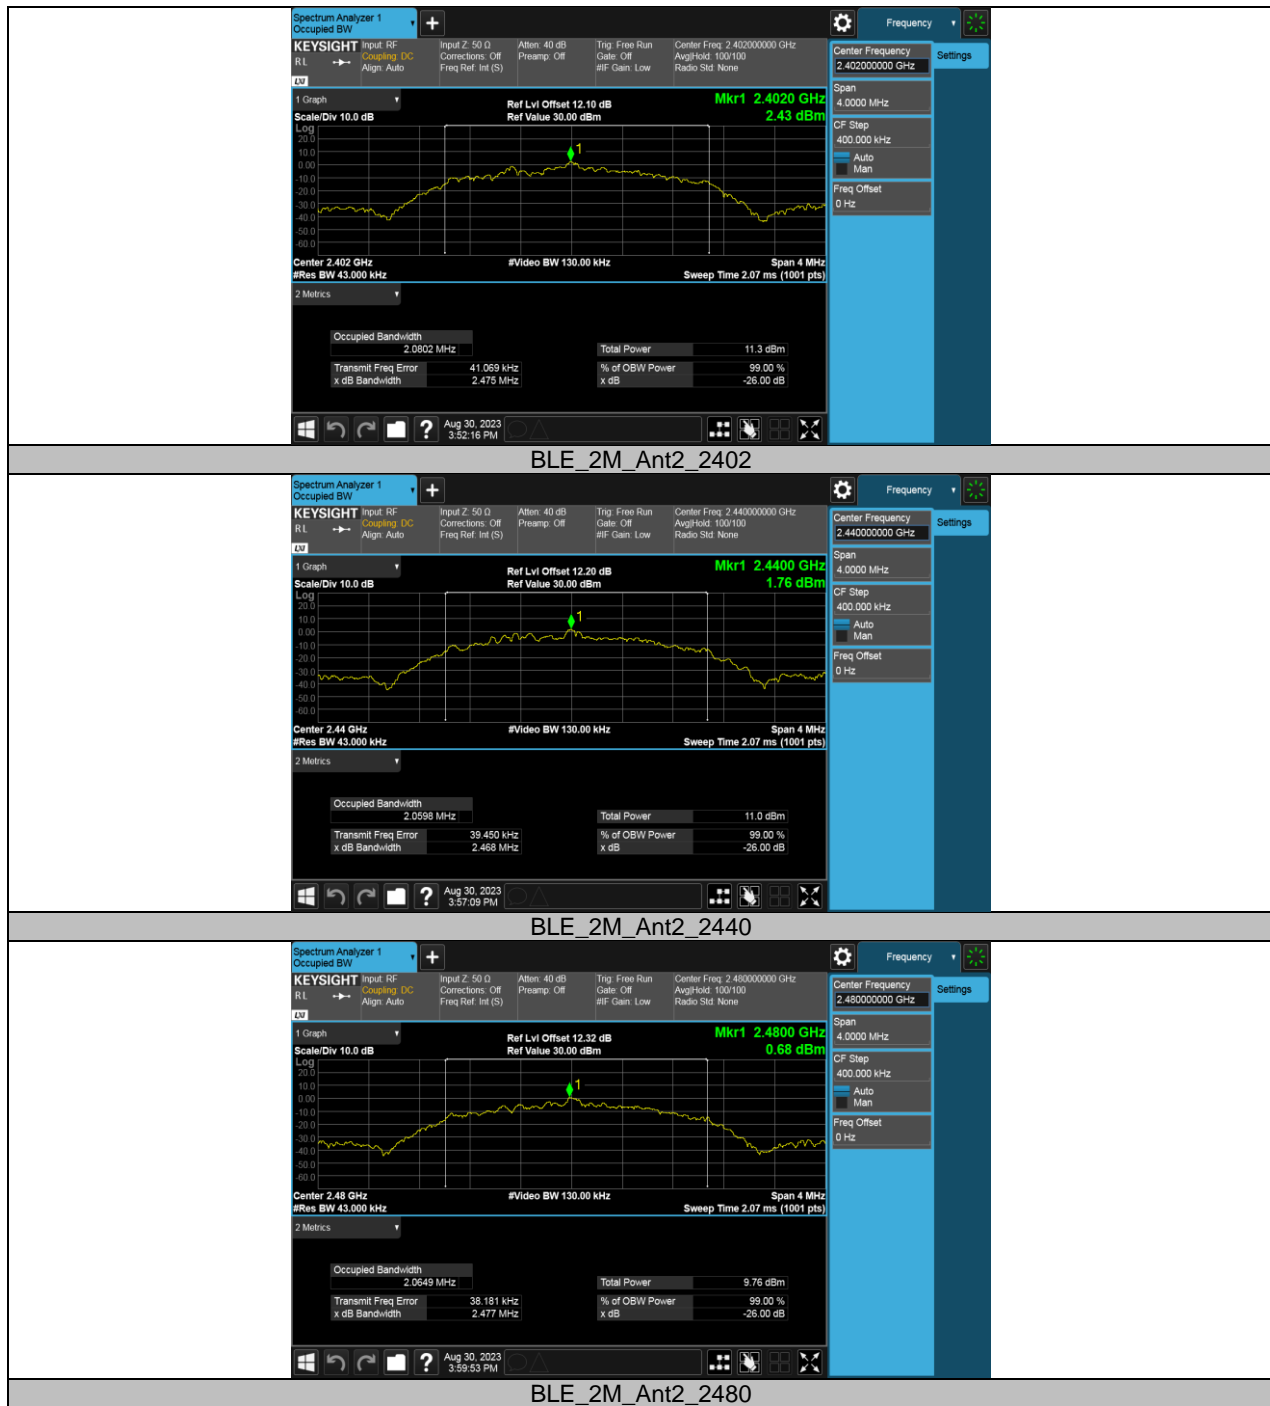 Spectrum Analyzer 1
Occupied BW
+
Frequency
KEYSIGHT Input: RF Input Z: 50 Ω Atten: 40 dB Trig: Free Run Center Freq: 2.402000000 GHz
RL Coupling: DC Corrections: Off Preamp: Off Gate: Off Avg|Hold: 100/100
Align: Auto Freq Ref: Int (S) #IF Gain: Low Radio Std: None
LXI
Center Frequency
2.402000000 GHz
Settings
Span
4.0000 MHz
CF Step
400.000 kHz
Auto
Man
Freq Offset
0 Hz
1 Graph
Ref Lvl Offset 12.10 dB Mkr1 2.4020 GHz
Scale/Div 10.0 dB Ref Value 30.00 dBm 2.43 dBm
Log
20.0
10.0
0.00
-10.0
-20.0
-30.0
-40.0
-50.0
-60.0
1
Center 2.402 GHz #Video BW 130.00 kHz Span 4 MHz
#Res BW 43.000 kHz Sweep Time 2.07 ms (1001 pts)
2 Metrics
Occupied Bandwidth
2.0802 MHz Total Power 11.3 dBm
Transmit Freq Error 41.069 kHz % of OBW Power 99.00 %
x dB Bandwidth 2.475 MHz x dB -26.00 dB
? Aug 30, 2023
3:52:16 PM
BLE_2M_Ant2_2402
Spectrum Analyzer 1
Occupied BW
+
Frequency
KEYSIGHT Input: RF Input Z: 50 Ω Atten: 40 dB Trig: Free Run Center Freq: 2.440000000 GHz
RL Coupling: DC Corrections: Off Preamp: Off Gate: Off Avg|Hold: 100/100
Align: Auto Freq Ref: Int (S) #IF Gain: Low Radio Std: None
LXI
Center Frequency
2.440000000 GHz
Settings
Span
4.0000 MHz
CF Step
400.000 kHz
Auto
Man
Freq Offset
0 Hz
1 Graph
Ref Lvl Offset 12.20 dB Mkr1 2.4400 GHz
Scale/Div 10.0 dB Ref Value 30.00 dBm 1.76 dBm
Log
20.0
10.0
0.00
-10.0
-20.0
-30.0
-40.0
-50.0
-60.0
1
Center 2.44 GHz #Video BW 130.00 kHz Span 4 MHz
#Res BW 43.000 kHz Sweep Time 2.07 ms (1001 pts)
2 Metrics
Occupied Bandwidth
2.0598 MHz Total Power 11.0 dBm
Transmit Freq Error 39.450 kHz % of OBW Power 99.00 %
x dB Bandwidth 2.468 MHz x dB -26.00 dB
? Aug 30, 2023
3:57:09 PM
BLE_2M_Ant2_2440
Spectrum Analyzer 1
Occupied BW
+
Frequency
KEYSIGHT Input: RF Input Z: 50 Ω Atten: 40 dB Trig: Free Run Center Freq: 2.480000000 GHz
RL Coupling: DC Corrections: Off Preamp: Off Gate: Off Avg|Hold: 100/100
Align: Auto Freq Ref: Int (S) #IF Gain: Low Radio Std: None
LXI
Center Frequency
2.480000000 GHz
Settings
Span
4.0000 MHz
CF Step
400.000 kHz
Auto
Man
Freq Offset
0 Hz
1 Graph
Ref Lvl Offset 12.32 dB Mkr1 2.4800 GHz
Scale/Div 10.0 dB Ref Value 30.00 dBm 0.68 dBm
Log
20.0
10.0
0.00
-10.0
-20.0
-30.0
-40.0
-50.0
-60.0
1
Center 2.48 GHz #Video BW 130.00 kHz Span 4 MHz
#Res BW 43.000 kHz Sweep Time 2.07 ms (1001 pts)
2 Metrics
Occupied Bandwidth
2.0649 MHz Total Power 9.76 dBm
Transmit Freq Error 38.181 kHz % of OBW Power 99.00 %
x dB Bandwidth 2.477 MHz x dB -26.00 dB
? Aug 30, 2023
3:59:53 PM
BLE_2M_Ant2_2480